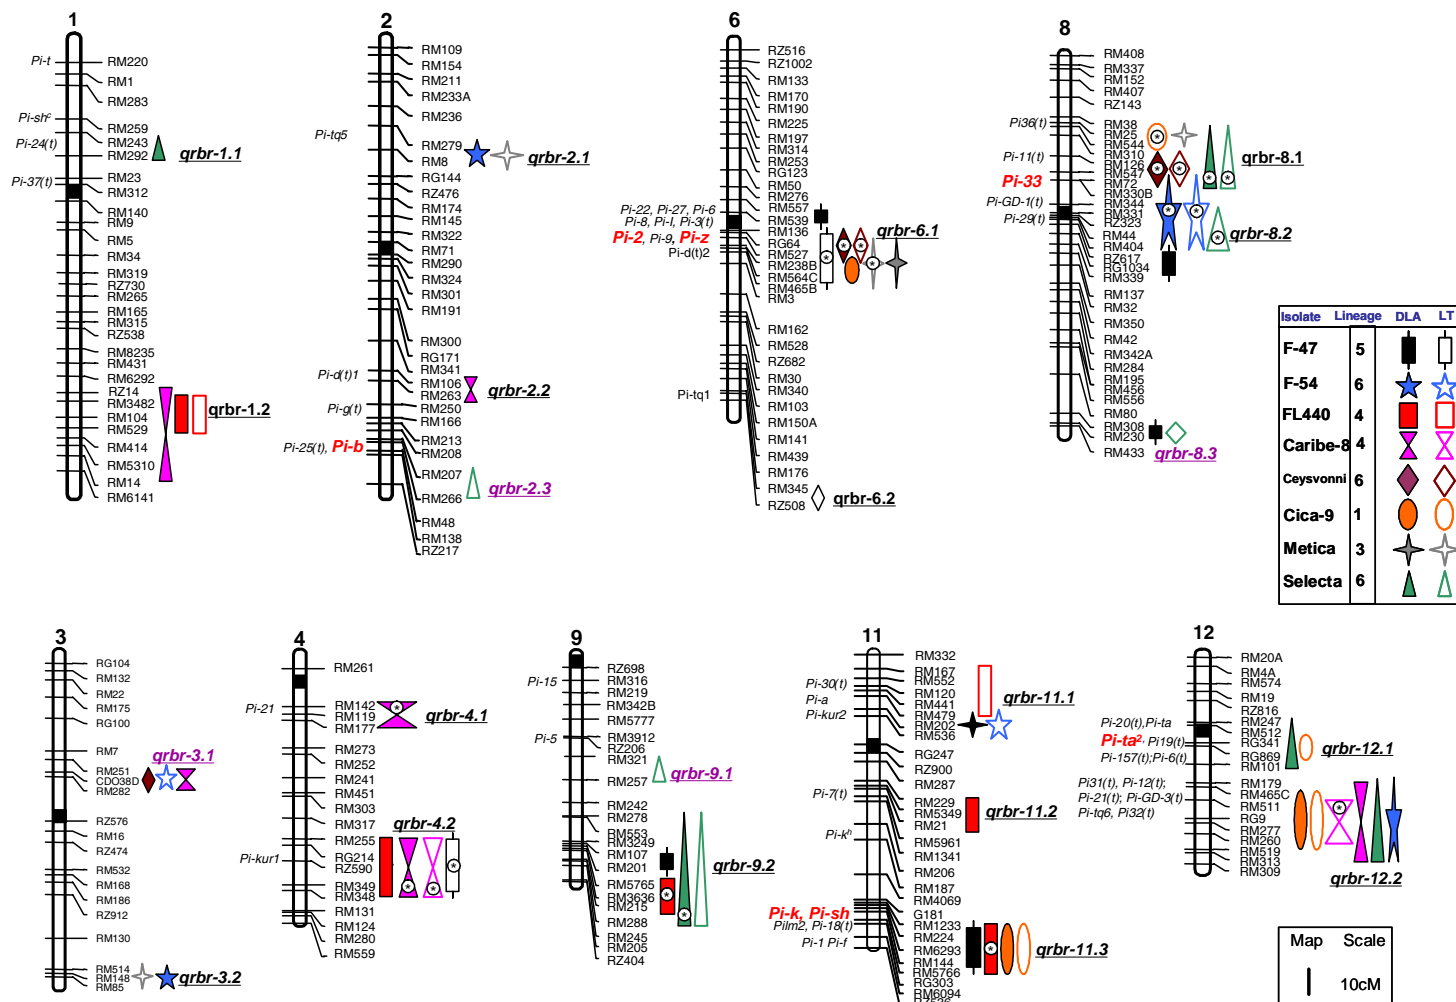 1
Pi-t
RM220
RM1
RM283
Pi-shᶜ
RM259
RM243
Pi-24(t)
RM292
qrbr-1.1
RM23
Pi-37(t)
RM312
RM140
RM9
RM5
RM34
RM319
RZ730
RM265
RM165
RM315
RZ538
RM8235
RM431
RM6292
RZ14
RM3482
qrbr-1.2
RM104
RM529
RM414
RM5310
RM14
RM6141
2
RM109
RM154
RM211
RM233A
RM236
Pi-tq5
RM279
RM8
qrbr-2.1
RG144
RZ476
RM174
RM145
RM322
RM71
RM290
RM324
RM301
RM191
RM300
RG171
RM341
Pi-d(t)1
RM106
RM263
qrbr-2.2
Pi-g(t)
RM250
RM166
RM213
Pi-25(t), Pi-b
RM208
RM207
RM266
qrbr-2.3
RM48
RM138
RZ217
6
RZ516
RZ1002
RM133
RM170
RM190
RM225
RM197
RM314
RM253
RG123
RM50
RM276
Pi-22, Pi-27, Pi-6
RM557
Pi-8, Pi-l, Pi-3(t)
RM539
Pi-2, Pi-9, Pi-z
RM136
qrbr-6.1
RG64
Pi-d(t)2
RM527
RM238B
RM564C
RM465B
RM3
RM162
RM528
RZ682
RM30
RM340
Pi-tq1
RM103
RM150A
RM141
RM439
RM176
RM345
RZ508
qrbr-6.2
8
RM408
RM337
RM152
RM407
RZ143
Pi36(t)
RM38
RM25
RM544
Pi-11(t)
RM310
RM126
qrbr-8.1
RM547
Pi-33
RM72
RM330B
Pi-GD-1(t)
RM344
Pi-29(t)
RM331
RZ323
RM44
qrbr-8.2
RM404
RZ617
RG1034
RM339
RM137
RM32
RM350
RM42
RM342A
RM284
RM195
RM456
RM556
RM80
RM308
RM230
RM433
qrbr-8.3
Isolate Lineage DLA LT
F-47 5
F-54 6
FL440 4
Caribe-8 4
Ceysvonni 6
Cica-9 1
Metica 3
Selecta 6
3
RG104
RM132
RM22
RM175
RG100
RM7
qrbr-3.1
RM251
CDO38D
RM282
RZ576
RM16
RZ474
RM532
RM168
RM186
RZ912
RM130
RM514
RM148
qrbr-3.2
RM85
4
RM261
Pi-21
RM142
RM119
qrbr-4.1
RM177
RM273
RM252
RM241
RM451
RM303
RM317
qrbr-4.2
RM255
Pi-kur1
RG214
RZ590
RM349
RM348
RM131
RM124
RM280
RM559
9
RZ698
Pi-15
RM316
RM219
RM342B
RM5777
Pi-5
RM3912
RZ206
RM321
qrbr-9.1
RM257
RM242
RM278
RM553
RM3249
RM107
RM201
qrbr-9.2
RM5765
RM3636
RM215
RM288
RM245
RM205
RZ404
11
RM332
RM167
Pi-30(t)
RM552
RM120
Pi-a
RM441
qrbr-11.1
Pi-kur2
RM479
RM202
RM536
RG247
RZ900
RM287
Pi-7(t)
RM229
RM5349
qrbr-11.2
RM21
Pi-kʰ
RM5961
RM1341
RM206
RM187
RM4069
Pi-k, Pi-sh
G181
Pilm2, Pi-18(t)
RM1233
RM224
Pi-1 Pi-f
RM6293
qrbr-11.3
RM144
RM5766
RG303
RM6094
12
RM20A
RM4A
RM574
RM19
RZ816
Pi-20(t),Pi-ta
RM247
RM512
Pi-ta², Pi19(t)
RG341
qrbr-12.1
Pi-157(t);Pi-6(t)
RG869
RM101
Pi31(t), Pi-12(t);
RM179
Pi-21(t); Pi-GD-3(t)
RM465C
Pi-tq6, Pi32(t)
RM511
RG9
RM277
RM260
RM519
RM313
RM309
qrbr-12.2
Map Scale
10cM